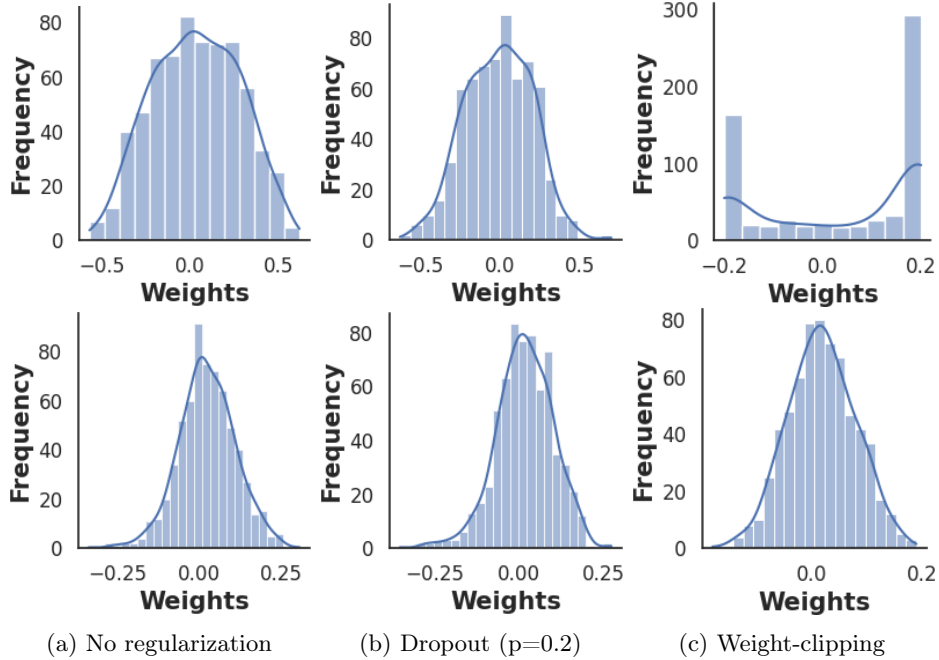 Frequency
80
60
40
20
0
−0.5 0.0 0.5
Weights
Frequency
80
60
40
20
0
−0.5 0.0 0.5
Weights
Frequency
300
200
100
0
−0.2 0.0 0.2
Weights
Frequency
80
60
40
20
0
−0.25 0.00 0.25
Weights
Frequency
80
60
40
20
0
−0.25 0.00 0.25
Weights
Frequency
80
60
40
20
0
0.0 0.2
Weights
(a) No regularization
(b) Dropout (p=0.2)
(c) Weight-clipping